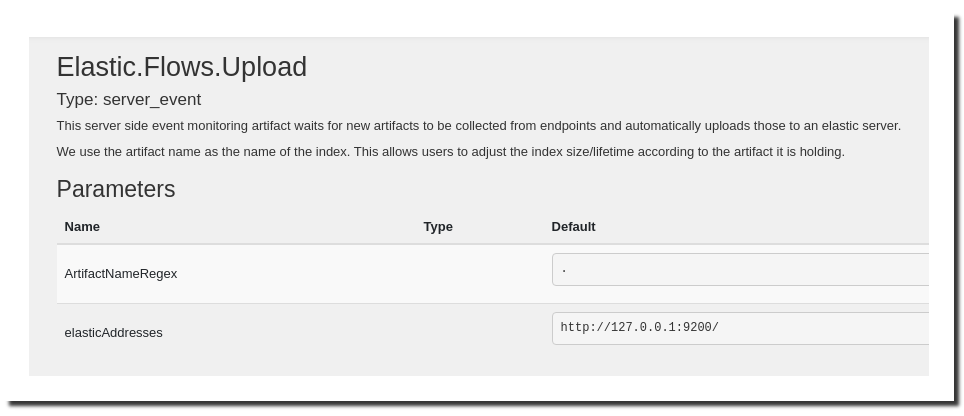 Elastic.Flows.Upload
Type: server_event
This server side event monitoring artifact waits for new artifacts to be collected from endpoints and automatically uploads those to an elastic server.
We use the artifact name as the name of the index. This allows users to adjust the index size/lifetime according to the artifact it is holding.
Parameters
Name Type Default
ArtifactNameRegex .
elasticAddresses http://127.0.0.1:9200/